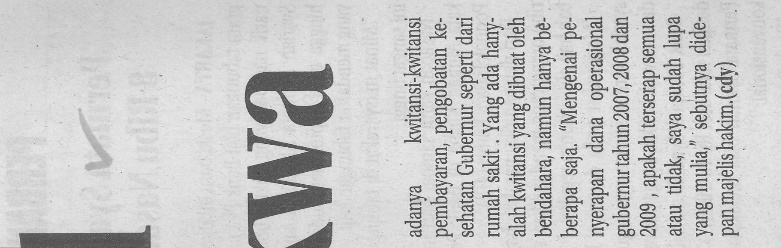 kwa
adanya kwitansi-kwitansi
pembayaran, pengobatan ke-
sehatan Gubernur seperti dari
rumah sakit . Yang ada hany-
alah kwitansi yang dibuat oleh
bendahara, namun hanya be-
berapa saja. “Mengenai pe-
nyerapan dana operasional
gubernur tahun 2007, 2008 dan
2009 , apakah terserap semua
atau tidak, saya sudah lupa
yang mulia,” sebutnya dide-
pan majelis hakim.(cdy)